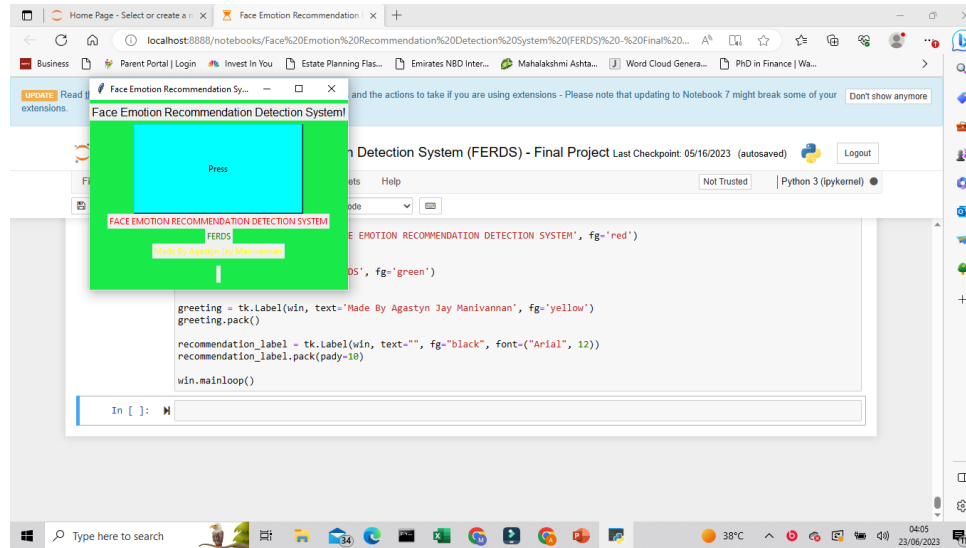 Home Page - Select or create a n
Face Emotion Recommendation
localhost:8888/notebooks/Face%20Emotion%20Recommendation%20Detection%20System%20(FERDS)%20-%20Final%20...
Business
Parent Portal | Login
Invest In You
Estate Planning Flas...
Emirates NBD Inter...
Mahalakshmi Ashta...
Word Cloud Genera...
PhD in Finance | Wa...
UPDATE Read
and the actions to take if you are using extensions - Please note that updating to Notebook 7 might break some of your
extensions.
Don't show anymore
Face Emotion Recommendation Sy...
Face Emotion Recommendation Detection System!
Press
FACE EMOTION RECOMMENDATION DETECTION SYSTEM
FERDS
Made By Agastyn Jay Manivannan
Detection System (FERDS) - Final Project Last Checkpoint: 05/16/2023 (autosaved)
Logout
Help
Not Trusted
Python 3 (ipykernel)
EMOTION RECOMMENDATION DETECTION SYSTEM', fg='red')
DS', fg='green')
greeting = tk.Label(win, text='Made By Agastyn Jay Manivannan', fg='yellow')
greeting.pack()
recommendation_label = tk.Label(win, text="", fg="black", font=("Arial", 12))
recommendation_label.pack(pady=10)
win.mainloop()
In [ ]:
Type here to search
34
38°C
04:05
23/06/2023